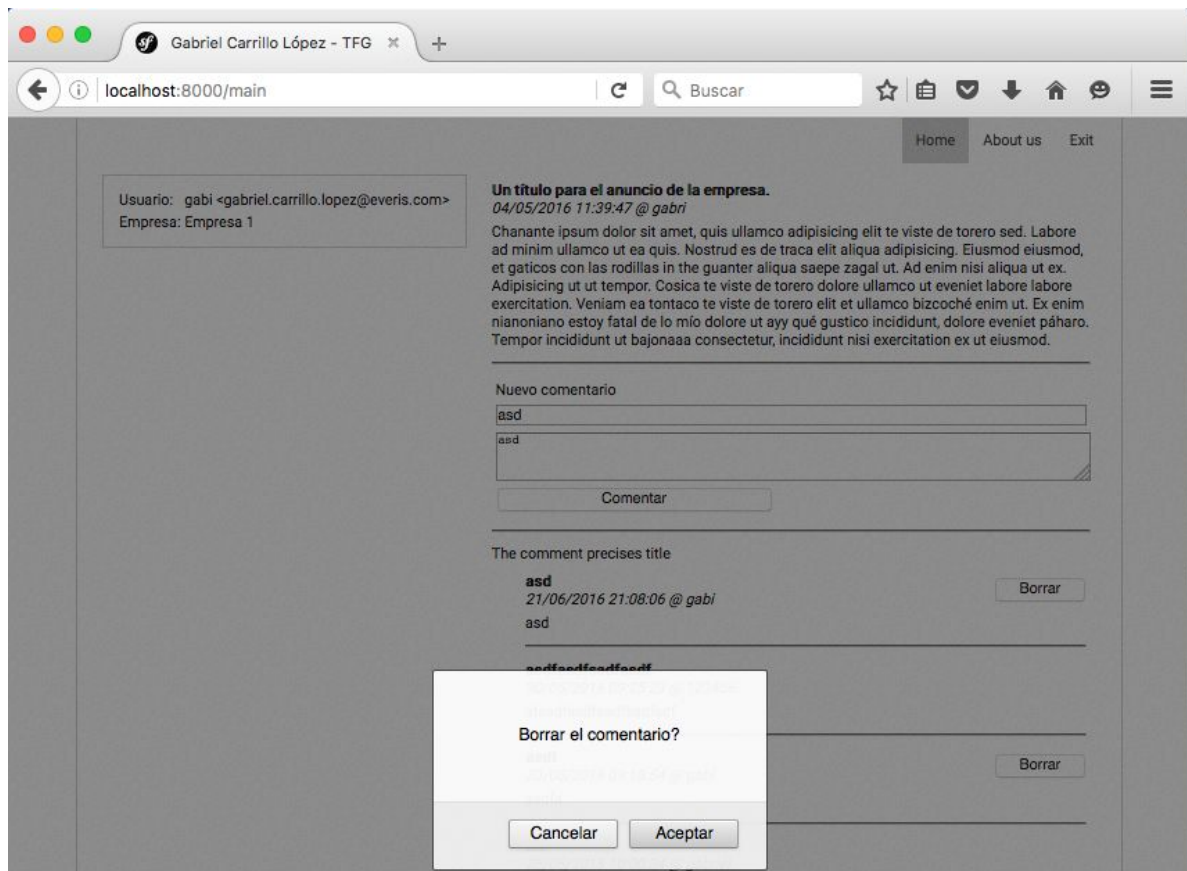 Gabriel Carrillo López - TFG
localhost:8000/main
Buscar
Home About us Exit
Usuario: gabi <gabriel.carrillo.lopez@everis.com>
Empresa: Empresa 1
Un título para el anuncio de la empresa.
04/05/2016 11:39:47 @ gabri
Chanante ipsum dolor sit amet, quis ullamco adipisicing elit te viste de torero sed. Labore
ad minim ullamco ut ea quis. Nostrud es de traca elit aliqua adipisicing. Eiusmod eiusmod,
et gaticos con las rodillas in the guanter aliqua saepe zagal ut. Ad enim nisi aliqua ut ex.
Adipisicing ut ut tempor. Cosica te viste de torero dolore ullamco ut eveniet labore labore
exercitation. Veniam ea tontaco te viste de torero elit et ullamco bizcoché enim ut. Ex enim
nianoniano estoy fatal de lo mío dolore ut ayy qué gustico incididunt, dolore eveniet páharo.
Tempor incididunt ut bajonaaa consectetur, incididunt nisi exercitation ex ut eiusmod.
Nuevo comentario
asd
asd
Comentar
The comment precises title
asd
21/06/2016 21:08:06 @ gabi
asd
Borrar
asdfasdfsadfasdf
Borrar el comentario?
Borrar
Cancelar Aceptar